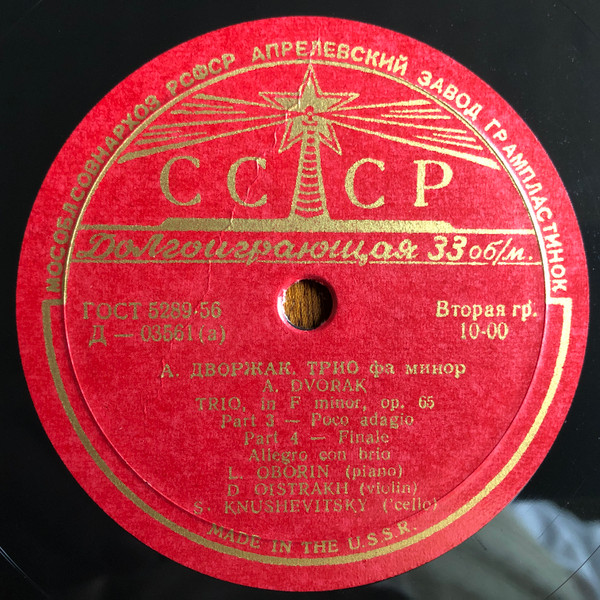 МОСОБЛСОВНАРХОЗ РСФСР АПРЕЛЕВСКИЙ ЗАВОД ГРАМПЛАСТИНОК
СССР
Долгоиграющая 33 об/м.
ГОСТ 5289-56
Д — 03561(а)
Вторая гр.
10-00
А. ДВОРЖАК. ТРИО фа минор
A. DVORAK
TRIO, in F minor, op. 65
Part 3 — Poco adagio
Part 4 — Finale
Allegro con brio
L. OBORIN (piano)
D OISTRAKH (violin)
S. KNUSHEVITSKY ('cello)
MADE IN THE U.S.S.R.